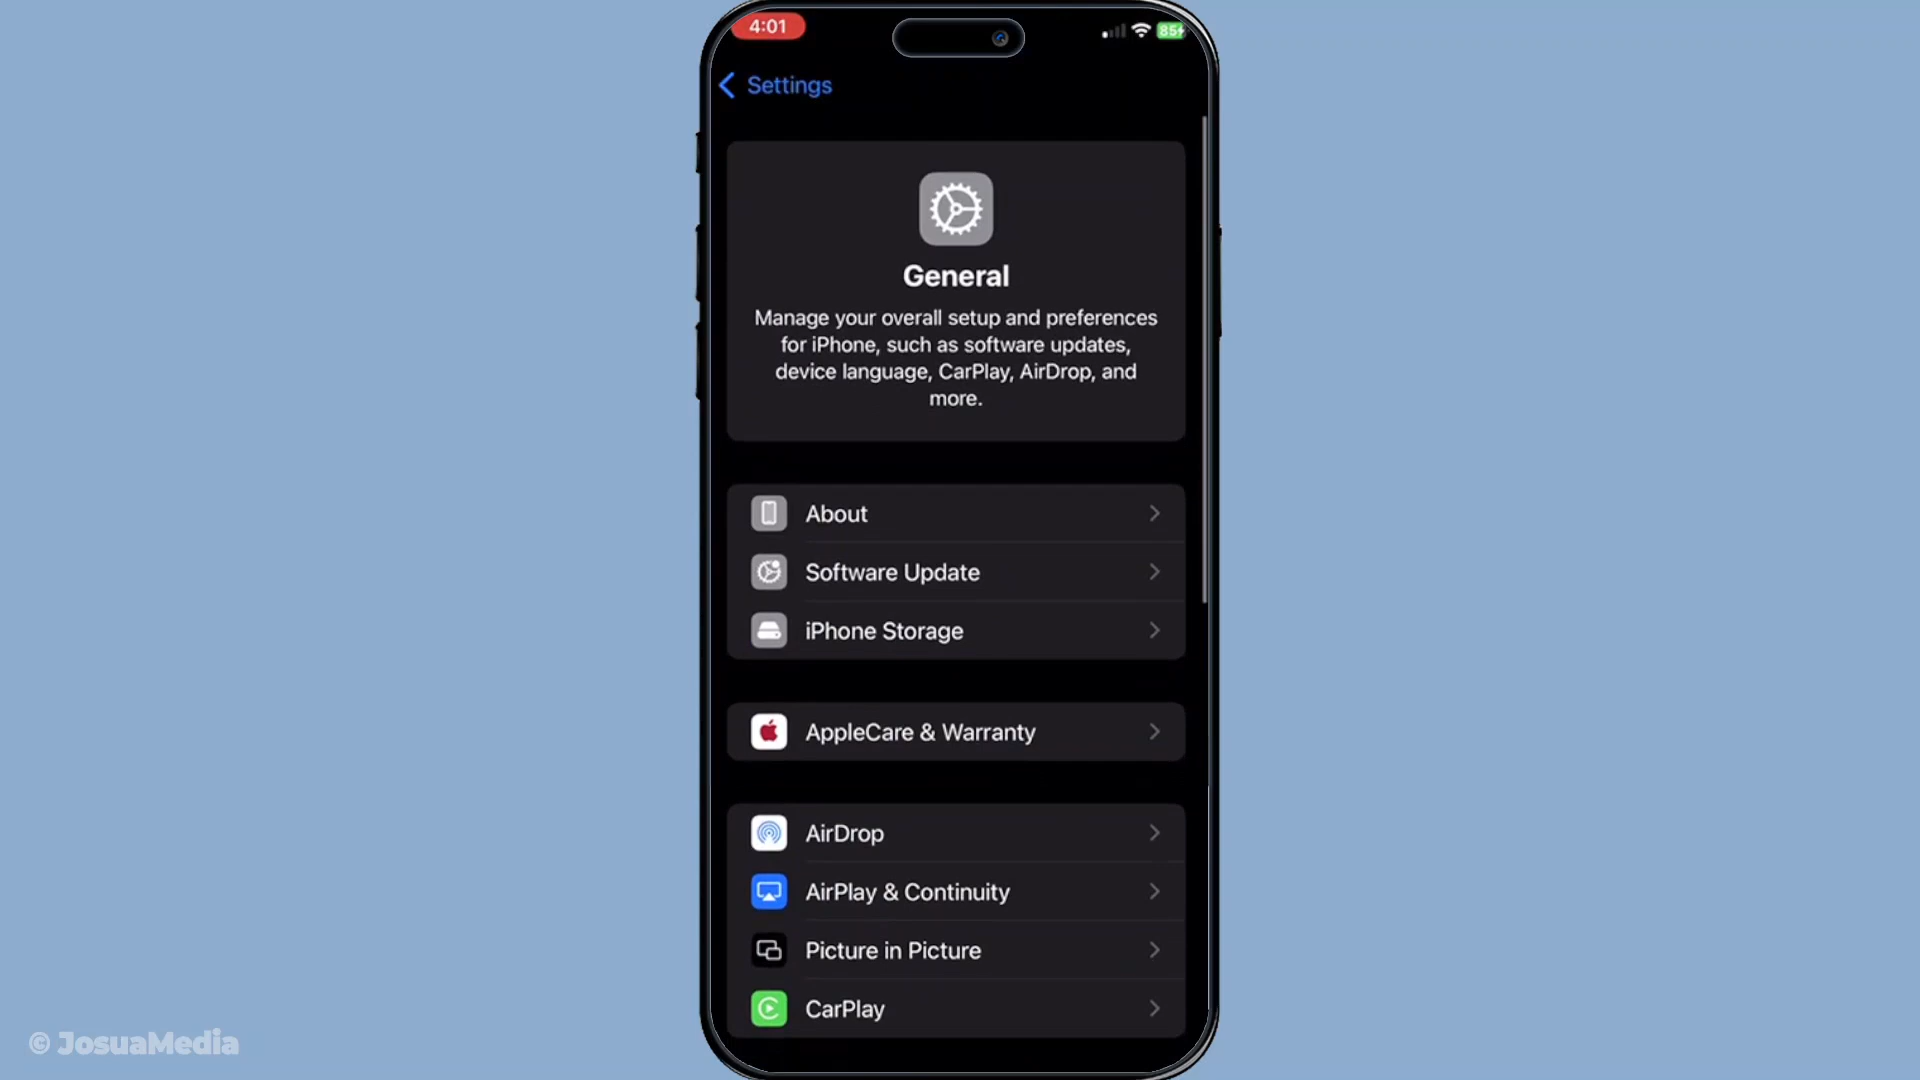 4:01
85
Settings
General
Manage your overall setup and preferences
for iPhone, such as software updates,
device language, CarPlay, AirDrop, and
more.
About
Software Update
iPhone Storage
AppleCare & Warranty
AirDrop
AirPlay & Continuity
Picture in Picture
CarPlay
© JosuaMedia